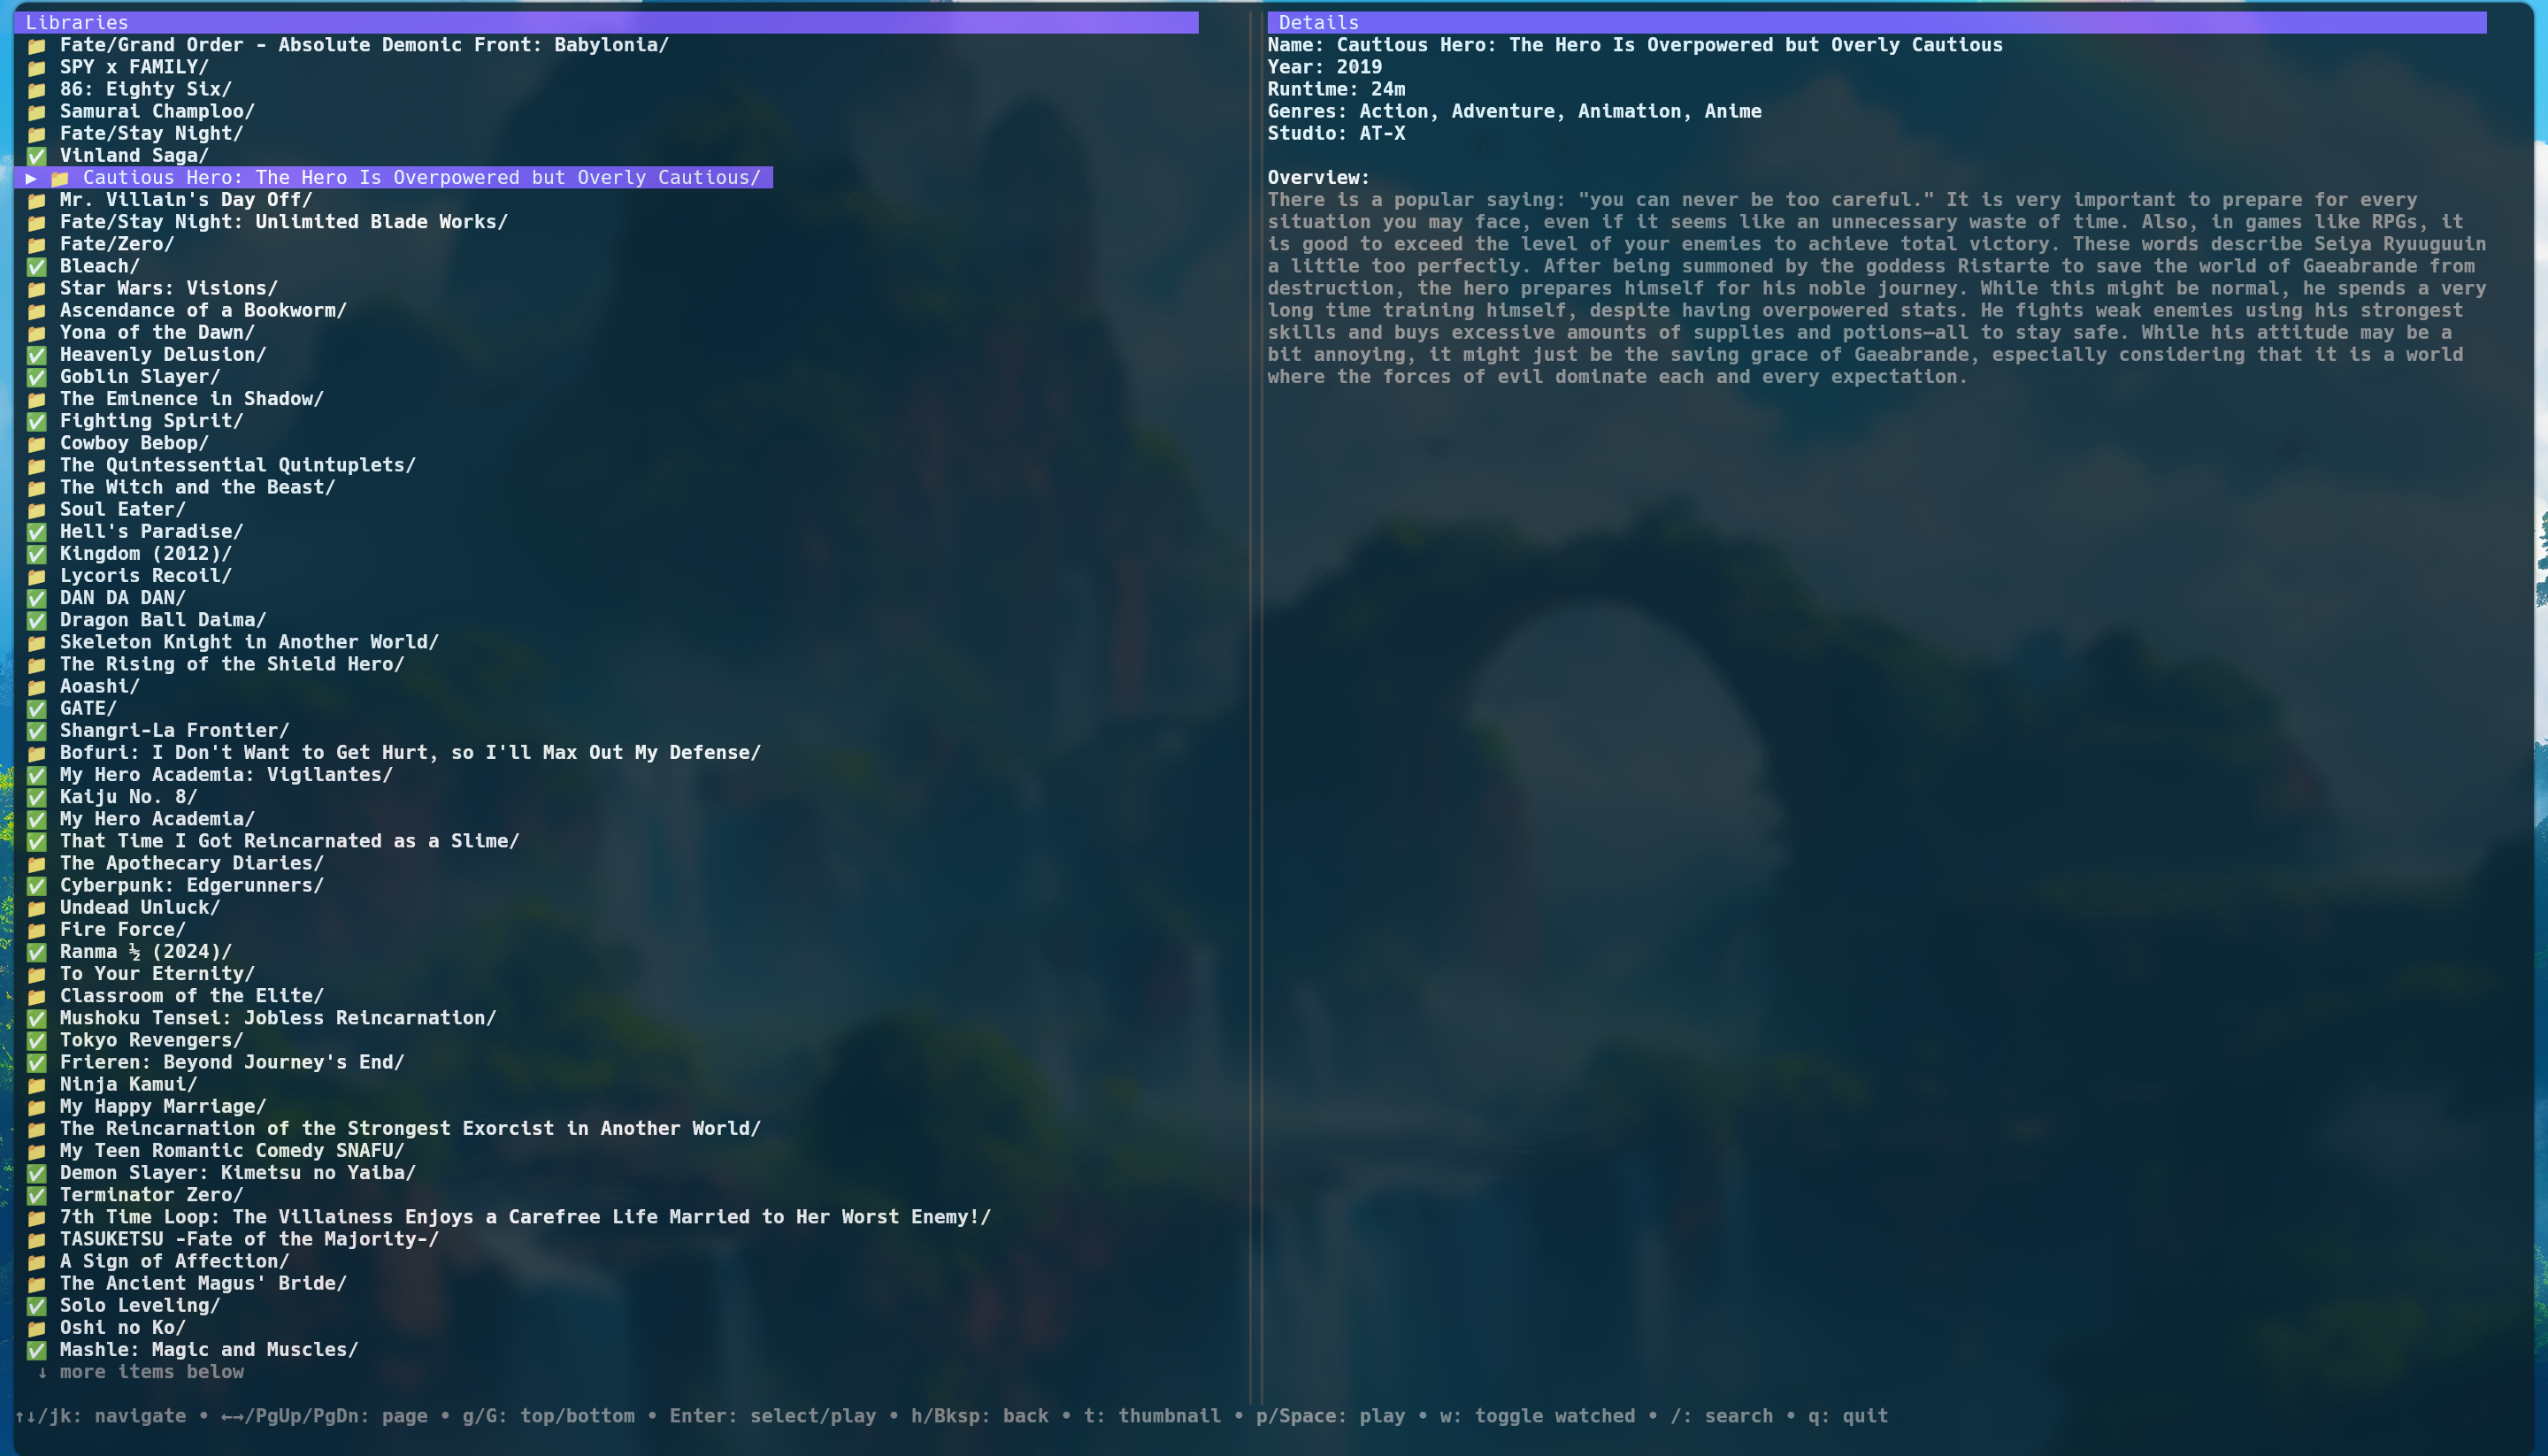 Libraries
📁 Fate/Grand Order - Absolute Demonic Front: Babylonia/
📁 SPY x FAMILY/
📁 86: Eighty Six/
📁 Samurai Champloo/
📁 Fate/Stay Night/
✅ Vinland Saga/
▶ 📁 Cautious Hero: The Hero Is Overpowered but Overly Cautious/
📁 Mr. Villain's Day Off/
📁 Fate/Stay Night: Unlimited Blade Works/
📁 Fate/Zero/
✅ Bleach/
📁 Star Wars: Visions/
📁 Ascendance of a Bookworm/
📁 Yona of the Dawn/
✅ Heavenly Delusion/
✅ Goblin Slayer/
📁 The Eminence in Shadow/
✅ Fighting Spirit/
📁 Cowboy Bebop/
📁 The Quintessential Quintuplets/
📁 The Witch and the Beast/
📁 Soul Eater/
✅ Hell's Paradise/
✅ Kingdom (2012)/
📁 Lycoris Recoil/
✅ DAN DA DAN/
✅ Dragon Ball Daima/
📁 Skeleton Knight in Another World/
📁 The Rising of the Shield Hero/
📁 Aoashi/
✅ GATE/
✅ Shangri-La Frontier/
📁 Bofuri: I Don't Want to Get Hurt, so I'll Max Out My Defense/
✅ My Hero Academia: Vigilantes/
✅ Kaiju No. 8/
✅ My Hero Academia/
✅ That Time I Got Reincarnated as a Slime/
📁 The Apothecary Diaries/
✅ Cyberpunk: Edgerunners/
📁 Undead Unluck/
📁 Fire Force/
✅ Ranma ½ (2024)/
📁 To Your Eternity/
📁 Classroom of the Elite/
✅ Mushoku Tensei: Jobless Reincarnation/
✅ Tokyo Revengers/
✅ Frieren: Beyond Journey's End/
📁 Ninja Kamui/
📁 My Happy Marriage/
📁 The Reincarnation of the Strongest Exorcist in Another World/
📁 My Teen Romantic Comedy SNAFU/
✅ Demon Slayer: Kimetsu no Yaiba/
✅ Terminator Zero/
📁 7th Time Loop: The Villainess Enjoys a Carefree Life Married to Her Worst Enemy!/
📁 TASUKETSU -Fate of the Majority-/
📁 A Sign of Affection/
📁 The Ancient Magus' Bride/
✅ Solo Leveling/
📁 Oshi no Ko/
✅ Mashle: Magic and Muscles/
↓ more items below
Details
Name: Cautious Hero: The Hero Is Overpowered but Overly Cautious
Year: 2019
Runtime: 24m
Genres: Action, Adventure, Animation, Anime
Studio: AT-X
Overview:
There is a popular saying: "you can never be too careful." It is very important to prepare for every
situation you may face, even if it seems like an unnecessary waste of time. Also, in games like RPGs, it
is good to exceed the level of your enemies to achieve total victory. These words describe Seiya Ryuuguuin
a little too perfectly. After being summoned by the goddess Ristarte to save the world of Gaeabrande from
destruction, the hero prepares himself for his noble journey. While this might be normal, he spends a very
long time training himself, despite having overpowered stats. He fights weak enemies using his strongest
skills and buys excessive amounts of supplies and potions—all to stay safe. While his attitude may be a
bit annoying, it might just be the saving grace of Gaeabrande, especially considering that it is a world
where the forces of evil dominate each and every expectation.
↑↓/jk: navigate • ←→/PgUp/PgDn: page • g/G: top/bottom • Enter: select/play • h/Bksp: back • t: thumbnail • p/Space: play • w: toggle watched • /: search • q: quit